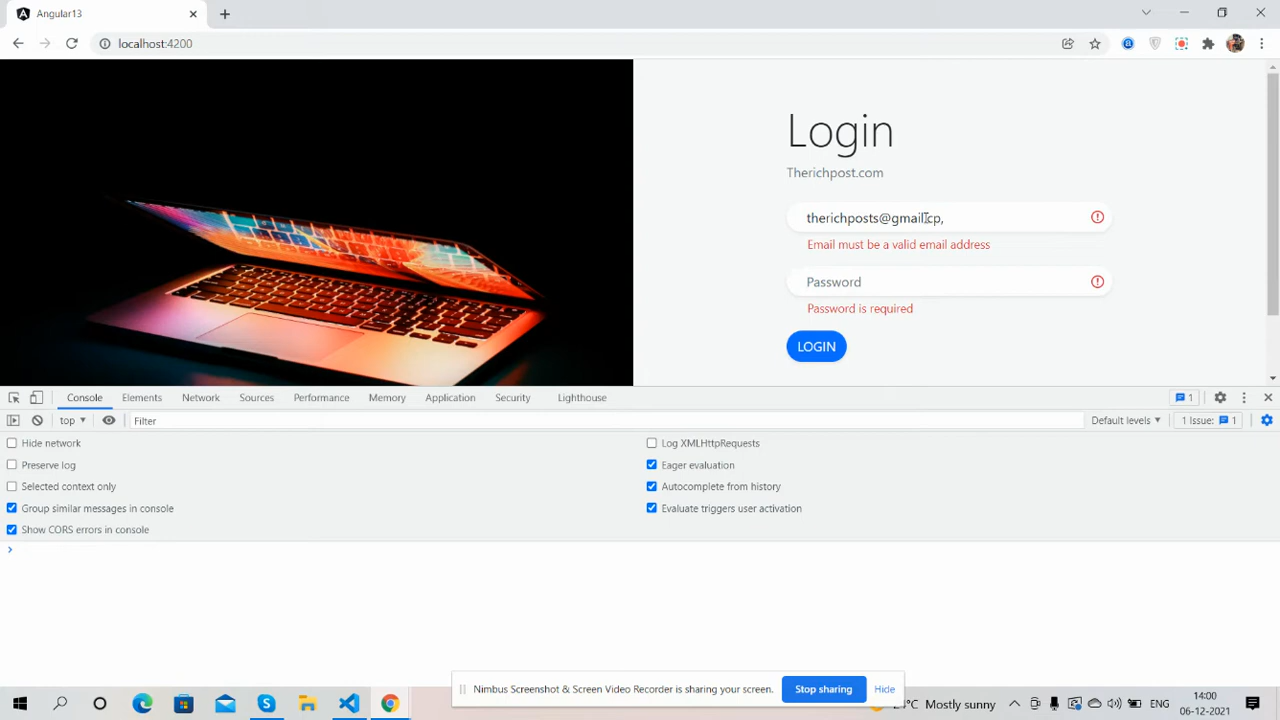 Angular13
localhost:4200
Login
Therichpost.com
therichposts@gmail.cp,
Email must be a valid email address
Password
Password is required
LOGIN
Console Elements Network Sources Performance Memory Application Security Lighthouse 1
top Filter Default levels 1 Issue: 1
Hide network Log XMLHttpRequests
Preserve log Eager evaluation
Selected context only Autocomplete from history
Group similar messages in console Evaluate triggers user activation
Show CORS errors in console
Nimbus Screenshot & Screen Video Recorder is sharing your screen. Stop sharing Hide
Mostly sunny ENG 14:00
06-12-2021